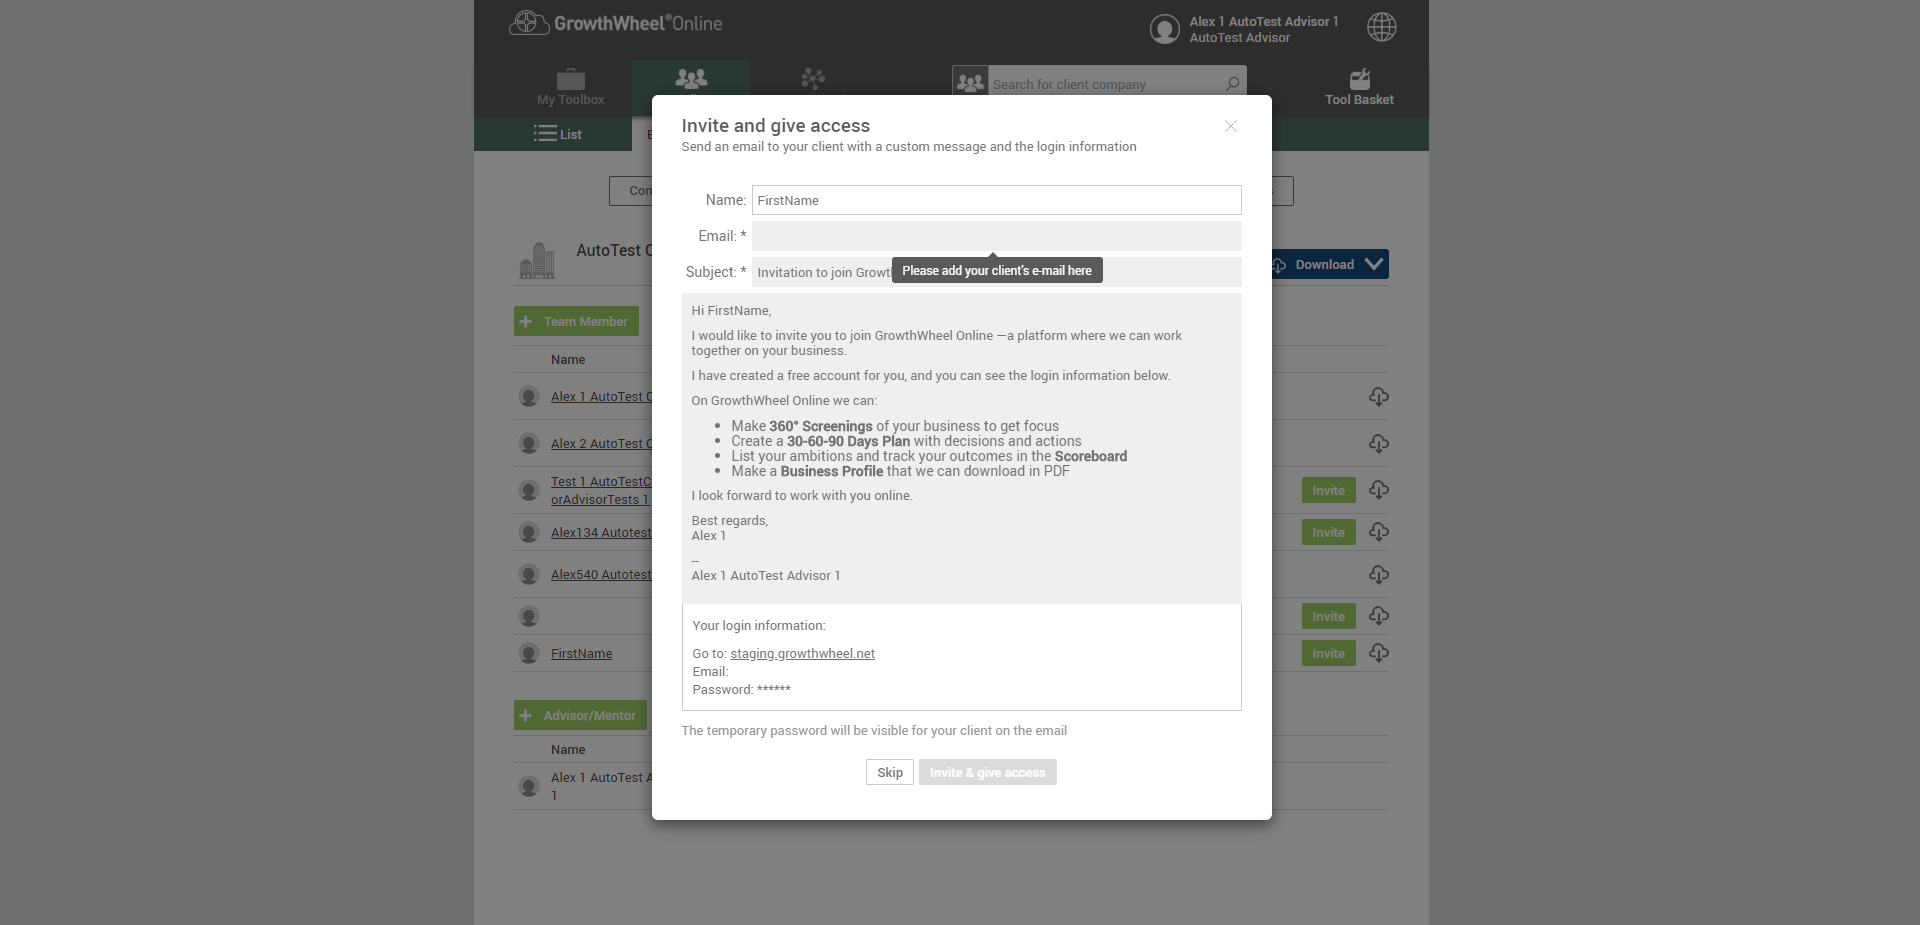 GrowthWheel®Online
Alex 1 AutoTest Advisor 1
AutoTest Advisor
My Toolbox
Search for client company
Tool Basket
List
Invite and give access
Send an email to your client with a custom message and the login information
Name: FirstName
Email: *
Please add your client's e-mail here
Subject: * Invitation to join
AutoTest
Download
Hi FirstName,
I would like to invite you to join GrowthWheel Online —a platform where we can work
together on your business.
I have created a free account for you, and you can see the login information below.
On GrowthWheel Online we can:
• Make 360° Screenings of your business to get focus
• Create a 30-60-90 Days Plan with decisions and actions
• List your ambitions and track your outcomes in the Scoreboard
• Make a Business Profile that we can download in PDF
I look forward to work with you online.
Best regards,
Alex 1
--
Alex 1 AutoTest Advisor 1
Your login information:
Go to: staging.growthwheel.net
Email:
Password: ******
The temporary password will be visible for your client on the email
Skip
Invite & give access
+ Team Member
Name
Alex 1 AutoTest
Alex 2 AutoTest
Test 1
orAdvisorTests 1
Invite
Alex134 Autotest
Invite
Alex540 Autotest
Invite
FirstName
Invite
+ Advisor/Mentor
Name
Alex 1 AutoTest
1